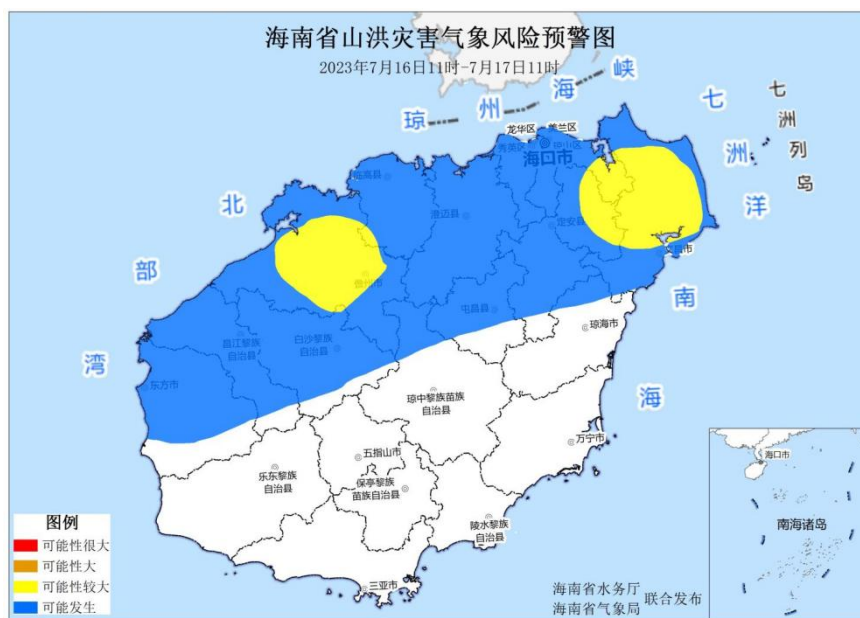 海南省山洪灾害气象风险预警图
2023年7月16日11时-7月17日11时
琼州海峡
七洲列岛
七洲洋
北部湾
南海
龙华区
美兰区
秀英区
琼山区
海口市
临高县
澄迈县
定安县
文昌市
儋州市
屯昌县
琼海市
昌江黎族
自治县
白沙黎族
自治县
东方市
琼中黎族苗族
自治县
万宁市
五指山市
乐东黎族
自治县
保亭黎族
苗族自治县
陵水黎族
自治县
三亚市
图例
可能性很大
可能性大
可能性较大
可能发生
海南省水务厅
海南省气象局
联合发布
海口市
南海诸岛